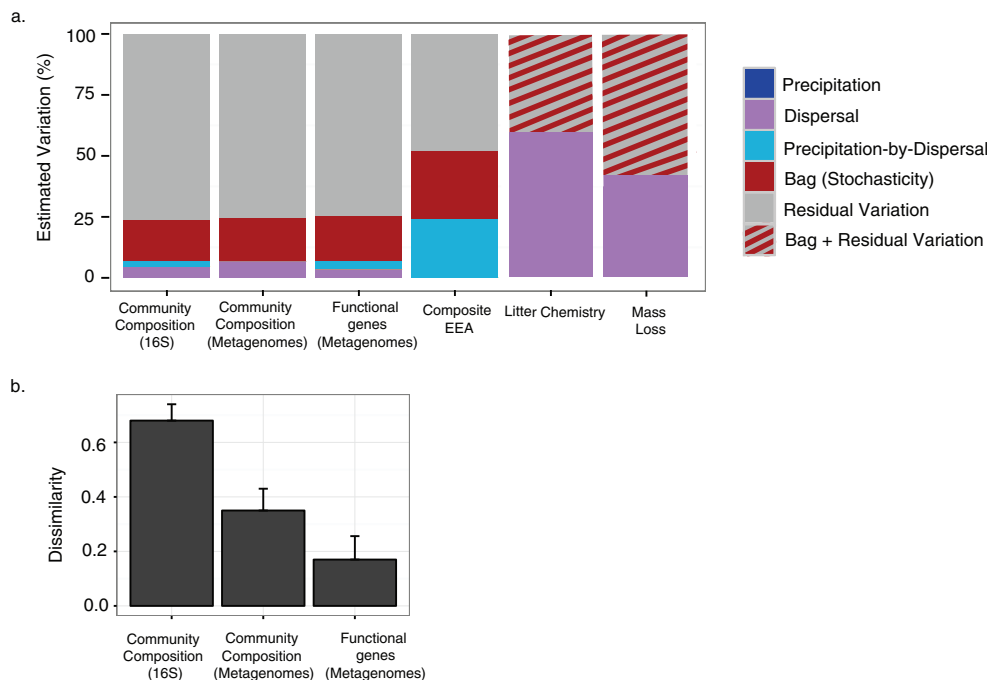 a.
Estimated Variation (%)
100
75
50
25
0
Community
Composition
(16S)
Community
Composition
(Metagenomes)
Functional
genes
(Metagenomes)
Composite
EEA
Litter Chemistry
Mass
Loss
Precipitation
Dispersal
Precipitation-by-Dispersal
Bag (Stochasticity)
Residual Variation
Bag + Residual Variation
b.
Dissimilarity
0.6
0.4
0.2
0.0
Community
Composition
(16S)
Community
Composition
(Metagenomes)
Functional
genes
(Metagenomes)